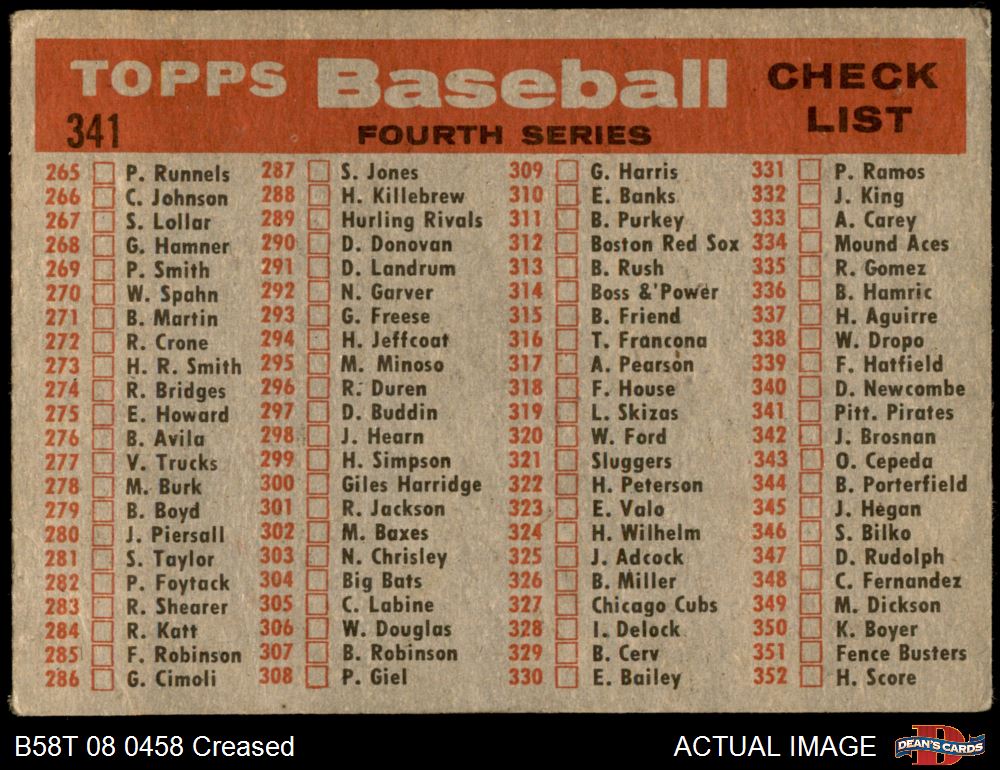 TOPPS Baseball CHECK LIST
341 FOURTH SERIES
265 P. Runnels
266 C. Johnson
267 S. Lollar
268 G. Hamner
269 P. Smith
270 W. Spahn
271 B. Martin
272 R. Crone
273 H. R. Smith
274 R. Bridges
275 E. Howard
276 B. Avila
277 V. Trucks
278 M. Burk
279 B. Boyd
280 J. Piersall
281 S. Taylor
282 P. Foytack
283 R. Shearer
284 R. Katt
285 F. Robinson
286 G. Cimoli
287 S. Jones
288 H. Killebrew
289 Hurling Rivals
290 D. Donovan
291 D. Landrum
292 N. Garver
293 G. Freese
294 H. Jeffcoat
295 M. Minoso
296 R. Duren
297 D. Buddin
298 J. Hearn
299 H. Simpson
300 Giles Harridge
301 R. Jackson
302 M. Baxes
303 N. Chrisley
304 Big Bats
305 C. Labine
306 W. Douglas
307 B. Robinson
308 P. Giel
309 G. Harris
310 E. Banks
311 B. Purkey
312 Boston Red Sox
313 B. Rush
314 Boss &'Power
315 B. Friend
316 T. Francona
317 A. Pearson
318 F. House
319 L. Skizas
320 W. Ford
321 Sluggers
322 H. Peterson
323 E. Valo
324 H. Wilhelm
325 J. Adcock
326 B. Miller
327 Chicago Cubs
328 I. Delock
329 B. Cerv
330 E. Bailey
331 P. Ramos
332 J. King
333 A. Carey
334 Mound Aces
335 R. Gomez
336 B. Hamric
337 H. Aguirre
338 W. Dropo
339 F. Hatfield
340 D. Newcombe
341 Pitt. Pirates
342 J. Brosnan
343 O. Cepeda
344 B. Porterfield
345 J. Hegan
346 S. Bilko
347 D. Rudolph
348 C. Fernandez
349 M. Dickson
350 K. Boyer
351 Fence Busters
352 H. Score
B58T 08 0458 Creased ACTUAL IMAGE DEAN'S CARDS